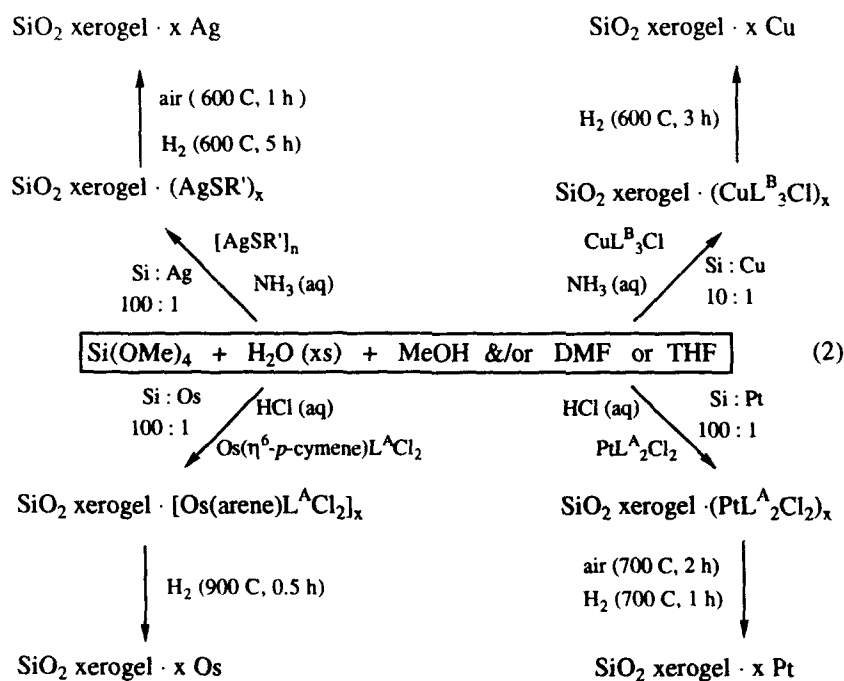 SiO₂ xerogel · x Ag
SiO₂ xerogel · x Cu
air ( 600 C, 1 h )
H₂ (600 C, 5 h)
H₂ (600 C, 3 h)
SiO₂ xerogel · (AgSR')ₓ
SiO₂ xerogel · (CuLᴮ₃Cl)ₓ
[AgSR']ₙ
CuLᴮ₃Cl
Si : Ag
100 : 1
NH₃ (aq)
NH₃ (aq)
Si : Cu
10 : 1
Si(OMe)₄ + H₂O (xs) + MeOH &/or DMF or THF (2)
Si : Os
100 : 1
HCl (aq)
Os(η⁶-p-cymene)LᴬCl₂
HCl (aq)
PtLᴬ₂Cl₂
Si : Pt
100 : 1
SiO₂ xerogel · [Os(arene)LᴬCl₂]ₓ
SiO₂ xerogel ·(PtLᴬ₂Cl₂)ₓ
H₂ (900 C, 0.5 h)
air (700 C, 2 h)
H₂ (700 C, 1 h)
SiO₂ xerogel · x Os
SiO₂ xerogel · x Pt